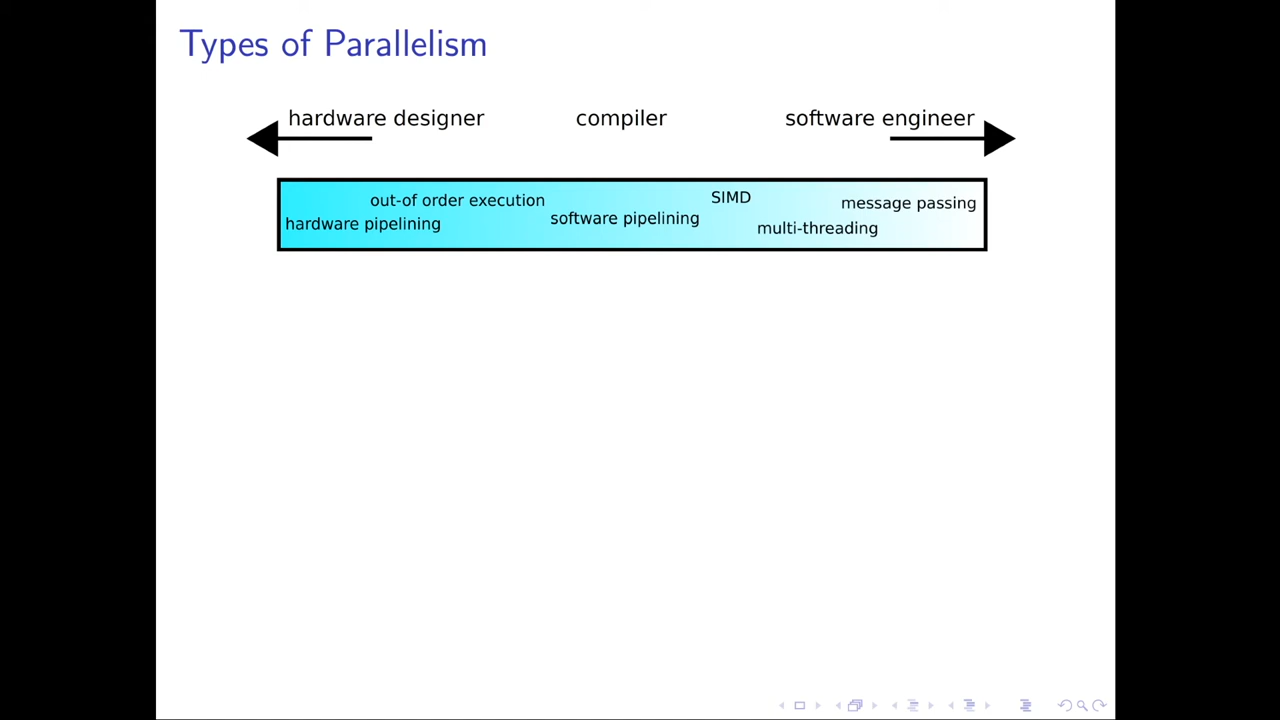 Types of Parallelism
hardware designer compiler software engineer
out-of order execution SIMD message passing
hardware pipelining software pipelining multi-threading